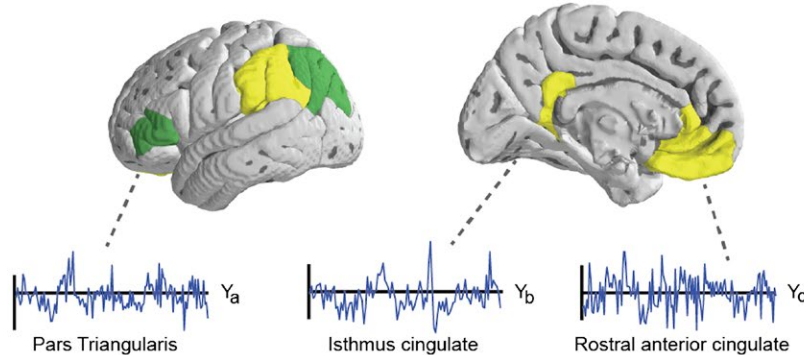 Ya
Yb
Yc
Pars Triangularis
Isthmus cingulate
Rostral anterior cingulate